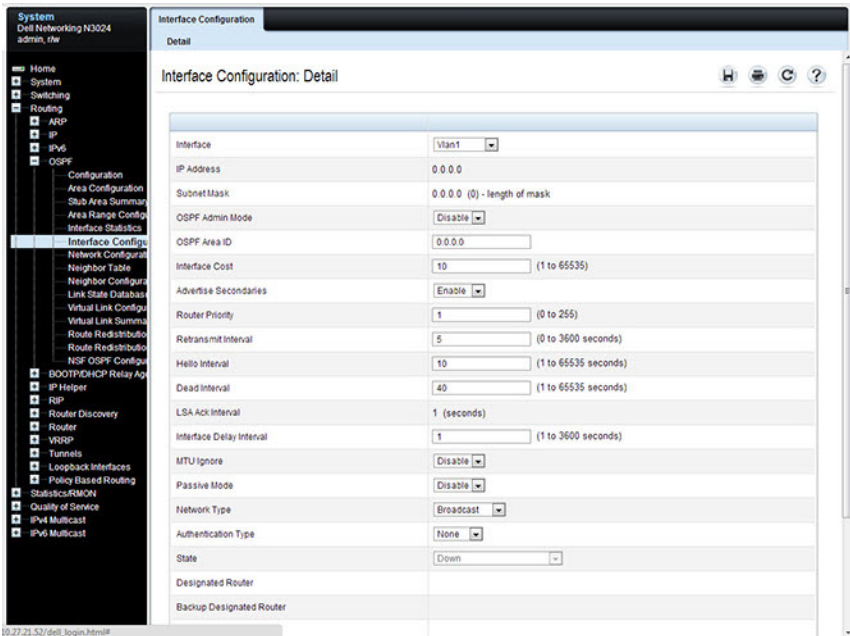 System
Dell Networking N3024
admin, r/w
Interface Configuration
Detail
Home
System
Switching
Routing
ARP
IP
IPv6
OSPF
Configuration
Area Configuration
Stub Area Summary
Area Range Configu
Interface Statistics
Interface Configu
Network Configurati
Neighbor Table
Neighbor Configura
Link State Database
Virtual Link Configu
Virtual Link Summa
Route Redistributio
Route Redistributio
NSF OSPF Configur
BOOTP/DHCP Relay Age
IP Helper
RIP
Router Discovery
Router
VRRP
Tunnels
Loopback Interfaces
Policy Based Routing
Statistics/RMON
Quality of Service
IPv4 Multicast
IPv6 Multicast
Interface Configuration: Detail
Interface Vlan1
IP Address 0.0.0.0
Subnet Mask 0.0.0.0 (0) - length of mask
OSPF Admin Mode Disable
OSPF Area ID 0.0.0.0
Interface Cost 10 (1 to 65535)
Advertise Secondaries Enable
Router Priority 1 (0 to 255)
Retransmit Interval 5 (0 to 3600 seconds)
Hello Interval 10 (1 to 65535 seconds)
Dead Interval 40 (1 to 65535 seconds)
LSA Ack Interval 1 (seconds)
Interface Delay Interval 1 (1 to 3600 seconds)
MTU Ignore Disable
Passive Mode Disable
Network Type Broadcast
Authentication Type None
State Down
Designated Router
Backup Designated Router
10.27.21.52/dell_login.html#